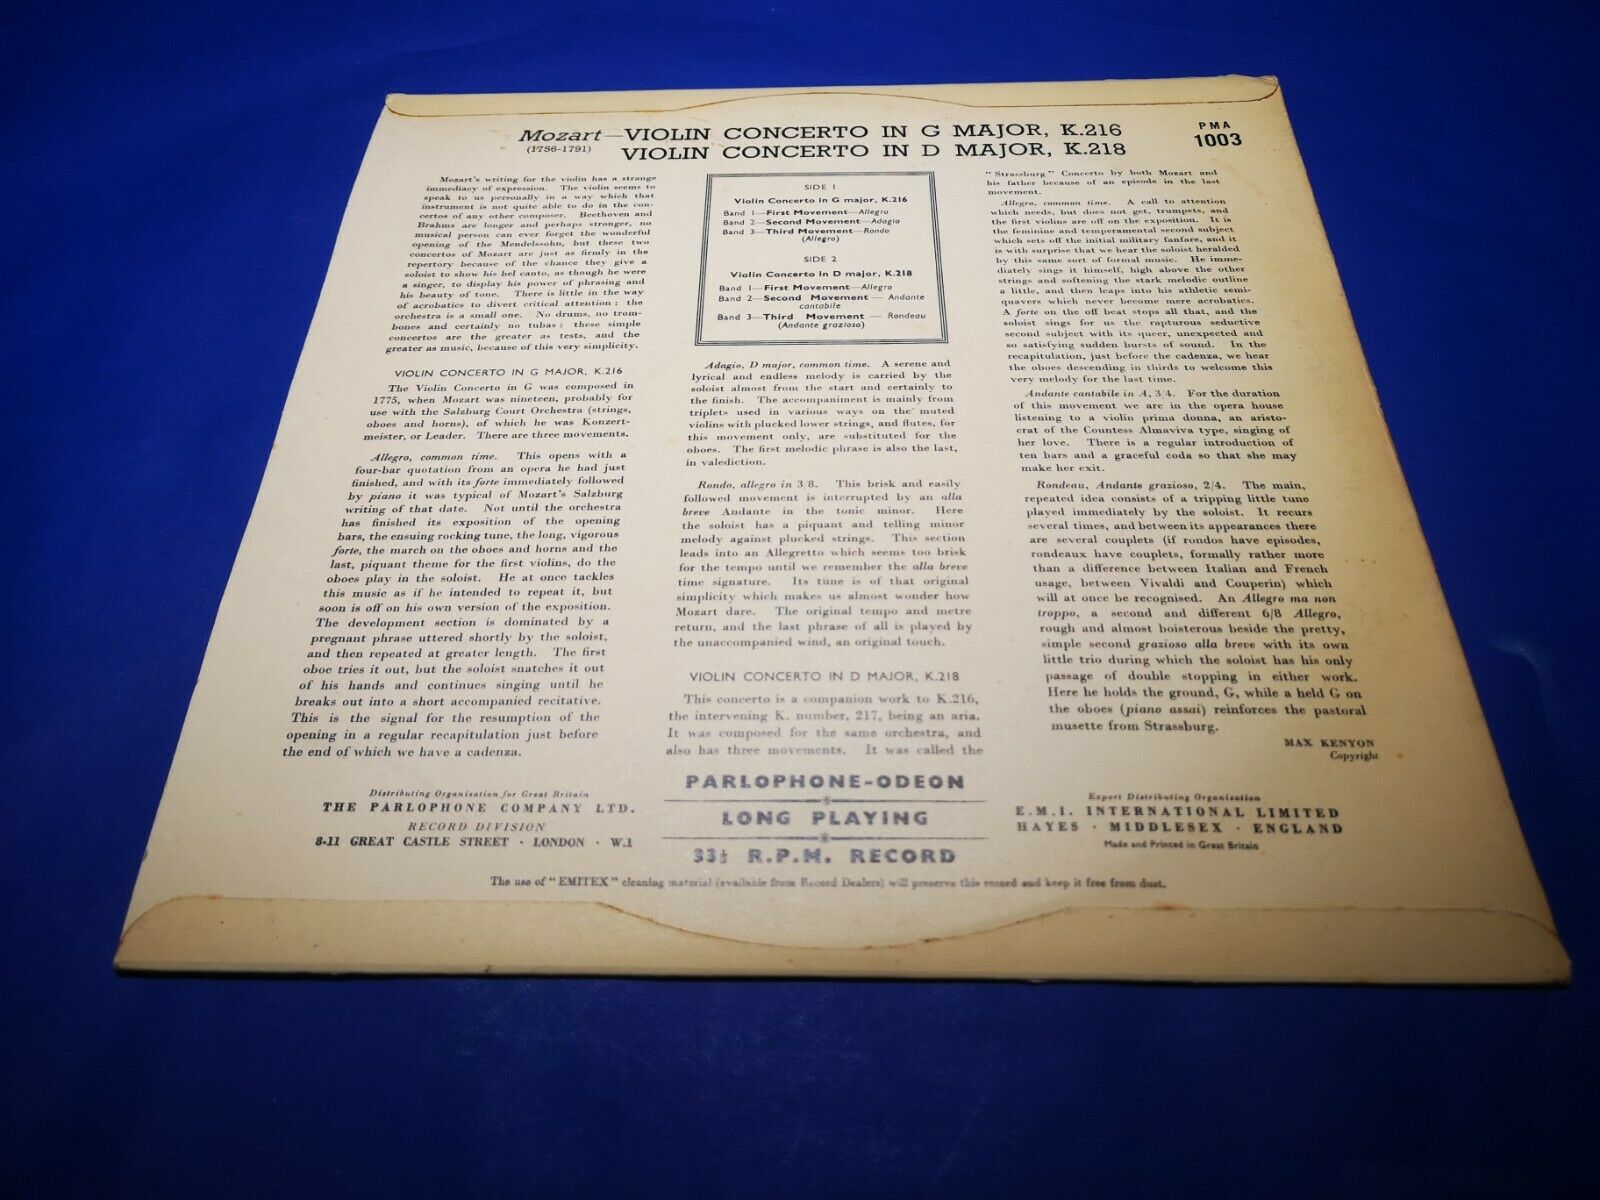 Mozart—VIOLIN CONCERTO IN G MAJOR, K.216
(1756-1791) VIOLIN CONCERTO IN D MAJOR, K.218
PMA
1003
Mozart's writing for the violin has a strange
immediacy of expression. The violin seems to
speak to us personally in a way which that
instrument is not quite able to do in the con-
certos of any other composer. Beethoven and
Brahms are longer and perhaps stronger, no
musical person can ever forget the wonderful
opening of the Mendelssohn, but these two
concertos of Mozart are just as firmly in the
repertory because of the chance they give a
soloist to show his bel canto, as though he were
a singer, to display his power of phrasing and
his beauty of tone. There is little in the way
of acrobatics to divert critical attention : the
orchestra is a small one. No drums, no trom-
bones and certainly no tubas : these simple
concertos are the greater as tests, and the
greater as music, because of this very simplicity.
VIOLIN CONCERTO IN G MAJOR, K.216
The Violin Concerto in G was composed in
1775, when Mozart was nineteen, probably for
use with the Salzburg Court Orchestra (strings,
oboes and horns), of which he was Konzert-
meister, or Leader. There are three movements.
Allegro, common time. This opens with a
four-bar quotation from an opera he had just
finished, and with its forte immediately followed
by piano it was typical of Mozart's Salzburg
writing of that date. Not until the orchestra
has finished its exposition of the opening
bars, the ensuing rocking tune, the long, vigorous
forte, the march on the oboes and horns and the
last, piquant theme for the first violins, do the
oboes play in the soloist. He at once tackles
this music as if he intended to repeat it, but
soon is off on his own version of the exposition.
The development section is dominated by a
pregnant phrase uttered shortly by the soloist,
and then repeated at greater length. The first
oboe tries it out, but the soloist snatches it out
of his hands and continues singing until he
breaks out into a short accompanied recitative.
This is the signal for the resumption of the
opening in a regular recapitulation just before
the end of which we have a cadenza.
SIDE 1
Violin Concerto in G major, K.216
Band 1—First Movement—Allegro
Band 2—Second Movement—Adagio
Band 3—Third Movement—Rondo
(Allegro)
SIDE 2
Violin Concerto in D major, K.218
Band 1—First Movement—Allegro
Band 2—Second Movement — Andante
cantabile
Band 3—Third Movement — Rondeau
(Andante grazioso)
Adagio, D major, common time. A serene and
lyrical and endless melody is carried by the
soloist almost from the start and certainly to
the finish. The accompaniment is mainly from
triplets used in various ways on the muted
violins with plucked lower strings, and flutes, for
this movement only, are substituted for the
oboes. The first melodic phrase is also the last,
in valediction.
Rondo, allegro in 3/8. This brisk and easily
followed movement is interrupted by an alla
breve Andante in the tonic minor. Here
the soloist has a piquant and telling minor
melody against plucked strings. This section
leads into an Allegretto which seems too brisk
for the tempo until we remember the alla breve
time signature. Its tune is of that original
simplicity which makes us almost wonder how
Mozart dare. The original tempo and metre
return, and the last phrase of all is played by
the unaccompanied wind, an original touch.
VIOLIN CONCERTO IN D MAJOR, K.218
This concerto is a companion work to K.216,
the intervening K. number, 217, being an aria.
It was composed for the same orchestra, and
also has three movements. It was called the
"Strassburg" Concerto by both Mozart and
his father because of an episode in the last
movement.
Allegro, common time. A call to attention
which needs, but does not get, trumpets, and
the first violins are off on the exposition. It is
the feminine and temperamental second subject
which sets off the initial military fanfare, and it
is with surprise that we hear the soloist heralded
by this same sort of formal music. He imme-
diately sings it himself, high above the other
strings and softening the stark melodic outline
a little, and then leaps into his athletic semi-
quavers which never become mere acrobatics.
A forte on the off beat stops all that, and the
soloist sings for us the rapturous seductive
second subject with its queer, unexpected and
so satisfying sudden bursts of sound. In the
recapitulation, just before the cadenza, we hear
the oboes descending in thirds to welcome this
very melody for the last time.
Andante cantabile in A, 3/4. For the duration
of this movement we are in the opera house
listening to a violin prima donna, an aristo-
crat of the Countess Almaviva type, singing of
her love. There is a regular introduction of
ten bars and a graceful coda so that she may
make her exit.
Rondeau, Andante grazioso, 2/4. The main,
repeated idea consists of a tripping little tune
played immediately by the soloist. It recurs
several times, and between its appearances there
are several couplets (if rondos have episodes,
rondeaux have couplets, formally rather more
than a difference between Italian and French
usage, between Vivaldi and Couperin) which
will at once be recognised. An Allegro ma non
troppo, a second and different 6/8 Allegro,
rough and almost boisterous beside the pretty,
simple second grazioso alla breve with its own
little trio during which the soloist has his only
passage of double stopping in either work.
Here he holds the ground, G, while a held G on
the oboes (piano assai) reinforces the pastoral
musette from Strassburg.
MAX KENYON
Copyright
Distributing Organisation for Great Britain
THE PARLOPHONE COMPANY LTD.
RECORD DIVISION
8-11 GREAT CASTLE STREET · LONDON · W.1
PARLOPHONE-ODEON
LONG PLAYING
33⅓ R.P.M. RECORD
Export Distributing Organisation
E.M.I. INTERNATIONAL LIMITED
HAYES · MIDDLESEX · ENGLAND
Made and Printed in Great Britain
The use of "EMITEX" cleaning material (available from Record Dealers) will preserve this record and keep it free from dust.